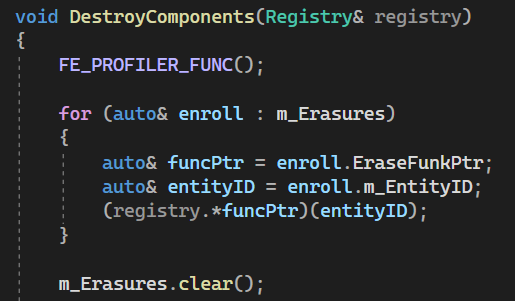 void DestroyComponents(Registry& registry)
{
FE_PROFILER_FUNC();
for (auto& enroll : m_Erasures)
{
auto& funcPtr = enroll.EraseFunkPtr;
auto& entityID = enroll.m_EntityID;
(registry.*funcPtr)(entityID);
}
m_Erasures.clear();